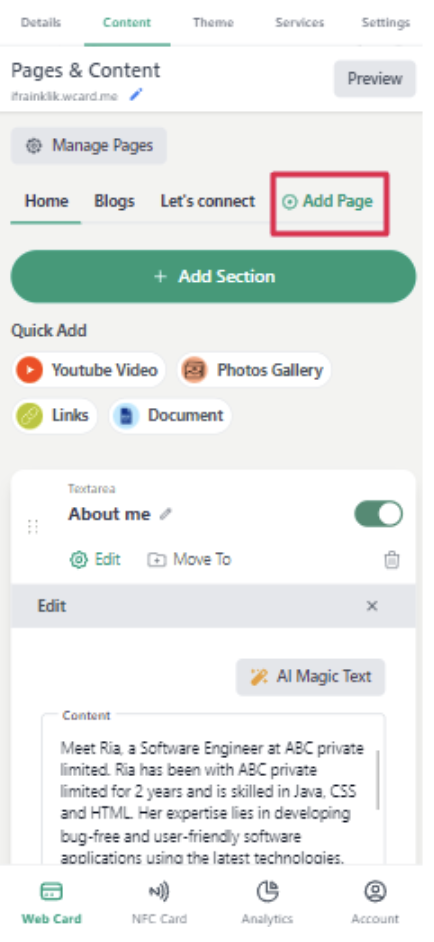 Details Content Theme Services Settings
Pages & Content
ifrainklik.wcard.me
Preview
Manage Pages
Home Blogs Let's connect Add Page
+ Add Section
Quick Add
Youtube Video Photos Gallery
Links Document
Textarea
About me
Edit Move To
Edit ×
AI Magic Text
Content
Meet Ria, a Software Engineer at ABC private
limited. Ria has been with ABC private
limited for 2 years and is skilled in Java, CSS
and HTML. Her expertise lies in developing
bug-free and user-friendly software
applications using the latest technologies.
Web Card NFC Card Analytics Account